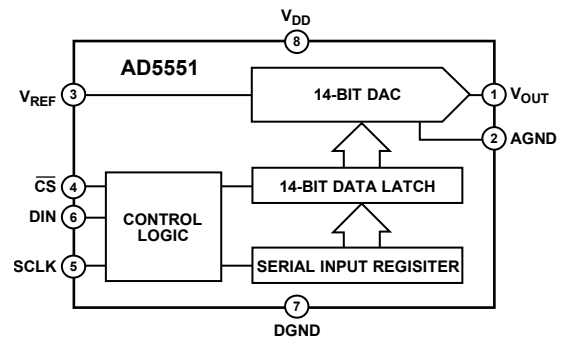 VDD
8
AD5551
VREF 3
14-BIT DAC
1 VOUT
2 AGND
CS 4
14-BIT DATA LATCH
DIN 6
CONTROL
LOGIC
SCLK 5
SERIAL INPUT REGISITER
7
DGND